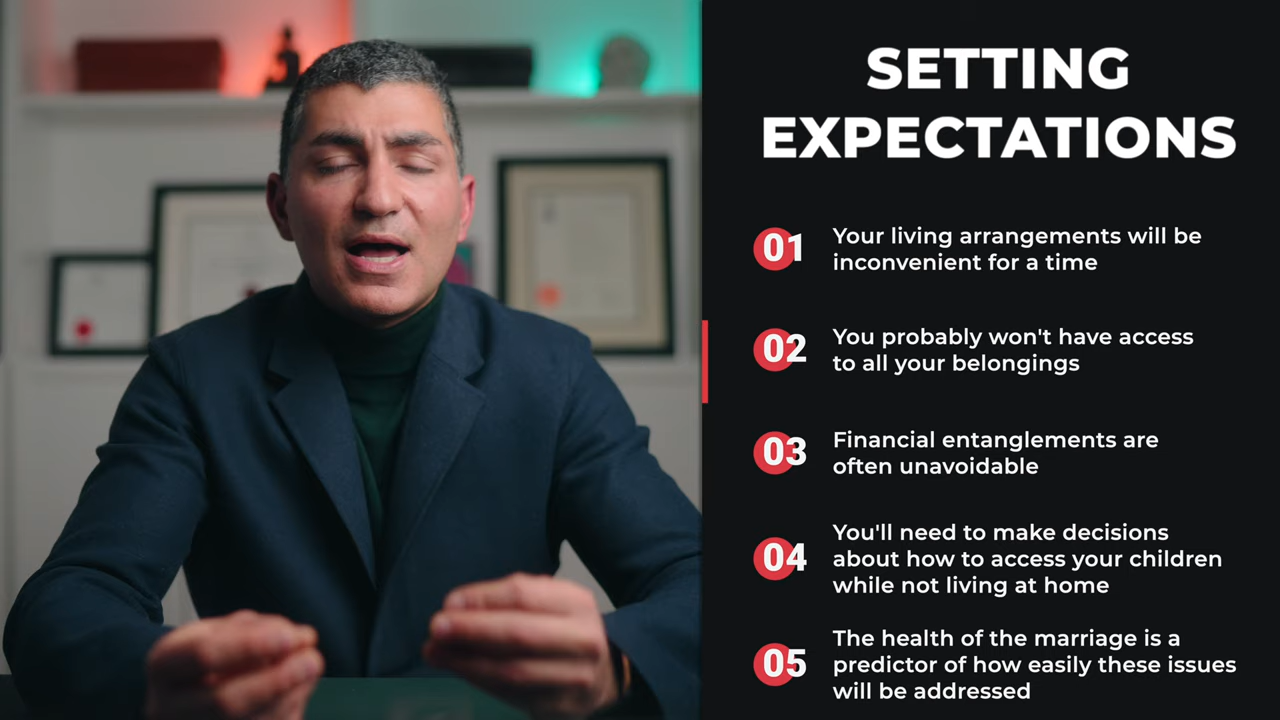 SETTING
EXPECTATIONS
01
Your living arrangements will be
inconvenient for a time
02
You probably won't have access
to all your belongings
03
Financial entanglements are
often unavoidable
04
You'll need to make decisions
about how to access your children
while not living at home
05
The health of the marriage is a
predictor of how easily these issues
will be addressed